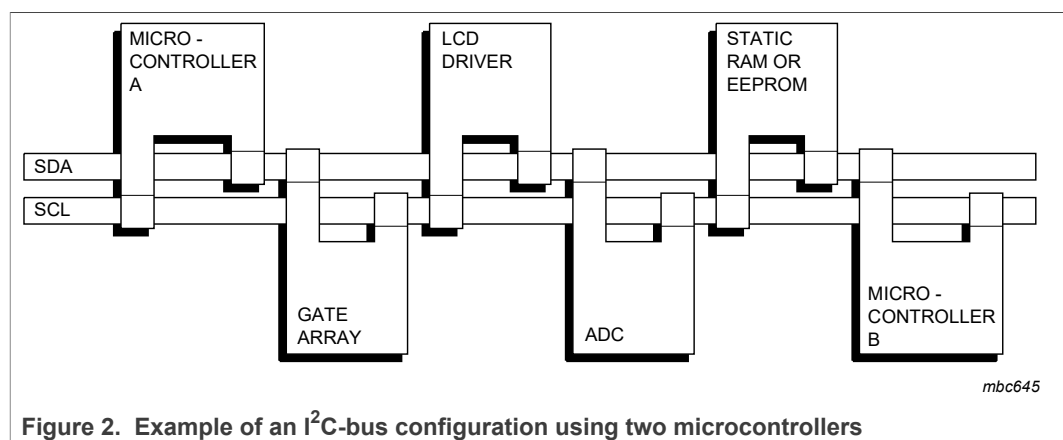 MICRO -
CONTROLLER
A
LCD
DRIVER
STATIC
RAM OR
EEPROM
SDA
SCL
GATE
ARRAY
ADC
MICRO -
CONTROLLER
B
mbc645
Figure 2. Example of an I²C-bus configuration using two microcontrollers